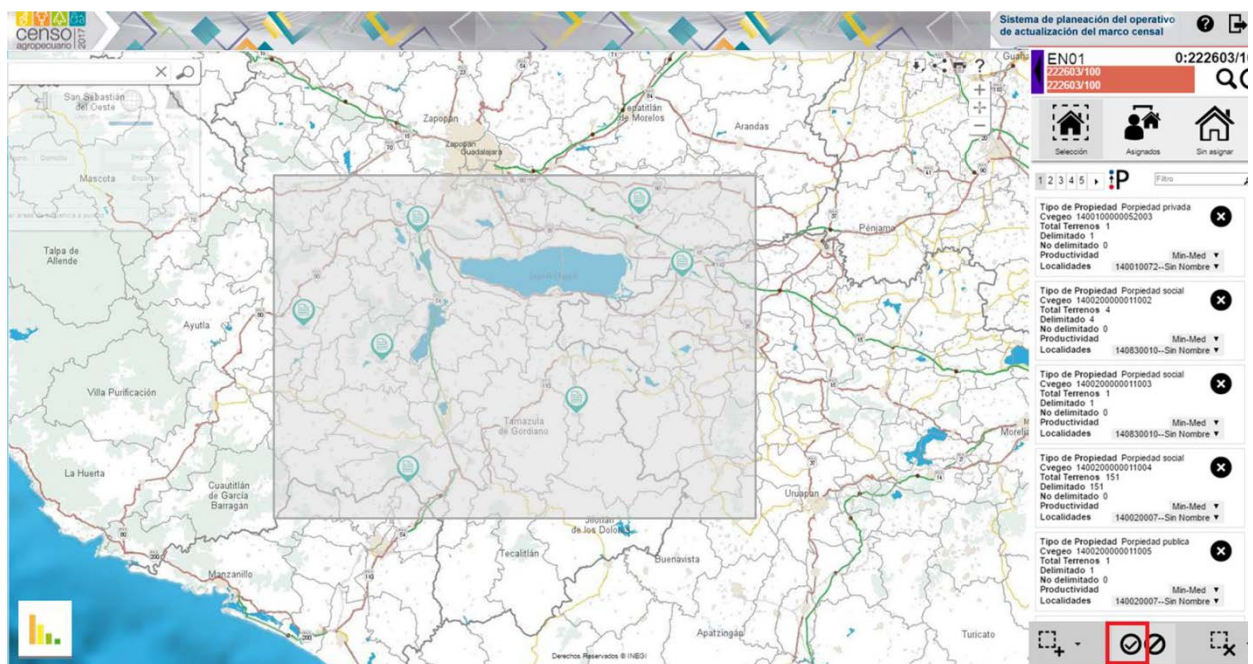 censo
agropecuario 2017
Sistema de planeación del operativo
de actualización del marco censal
EN01
0:222603/10
222603/100
222603/100
Selección
Asignados
Sin asignar
1 2 3 4 5
P
Filtro
Tipo de Propiedad Porpiedad privada
Cvegeo 1400100000052003
Total Terrenos 1
Delimitado 1
No delimitado 0
Productividad Min-Med
Localidades 140010072--Sin Nombre
Tipo de Propiedad Porpiedad social
Cvegeo 1400200000011002
Total Terrenos 4
Delimitado 4
No delimitado 0
Productividad Min-Med
Localidades 140830010--Sin Nombre
Tipo de Propiedad Porpiedad social
Cvegeo 1400200000011003
Total Terrenos 1
Delimitado 1
No delimitado 0
Productividad Min-Med
Localidades 140830010--Sin Nombre
Tipo de Propiedad Porpiedad social
Cvegeo 1400200000011004
Total Terrenos 151
Delimitado 151
No delimitado 0
Productividad Min-Med
Localidades 140020007--Sin Nombre
Tipo de Propiedad Porpiedad publica
Cvegeo 1400200000011005
Total Terrenos 1
Delimitado 1
No delimitado 0
Productividad Min-Med
Localidades 140020007--Sin Nombre
San Sebastián
del Oeste
Zapopan
Zapopan
Guadalajara
Tepatitlán
de Morelos
Arandas
Mascota
Talpa de
Allende
Pénjamo
Ayutla
Villa Purificación
Tamazula
de Gordiano
La Huerta
Cuautitlán
de García
Barragán
Uruapan
Jilotlán
de los Dolores
Tecalitlán
Buenavista
Manzanillo
Apatzingán
Turicato
Derechos Reservados © INEGI